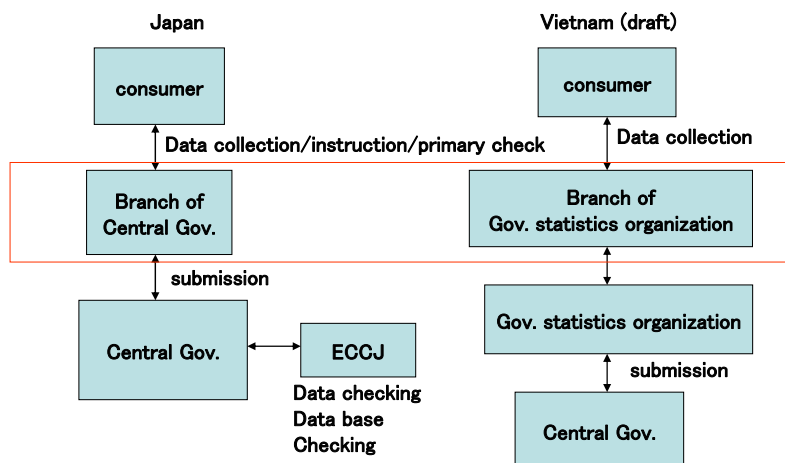 Japan
consumer
Data collection/instruction/primary check
Branch of
Central Gov.
submission
Central Gov.
ECCJ
Data checking
Data base
Checking
Vietnam (draft)
consumer
Data collection
Branch of
Gov. statistics organization
Gov. statistics organization
submission
Central Gov.